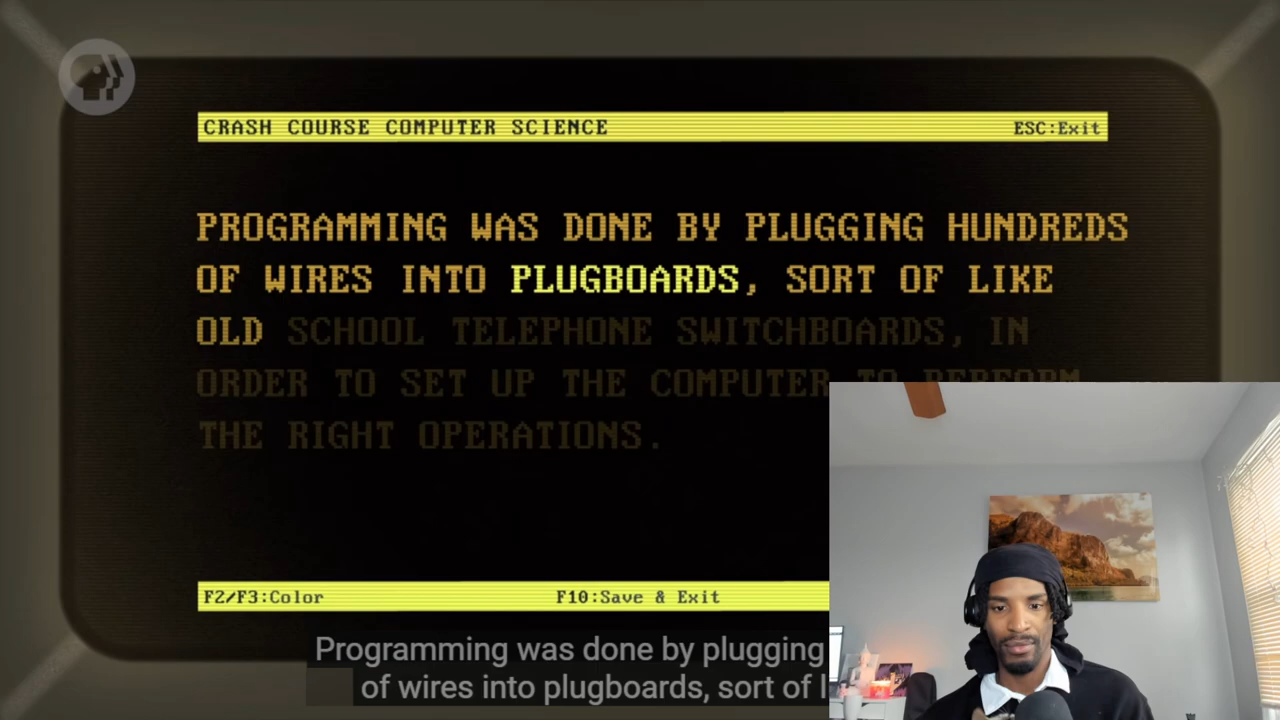 CRASH COURSE COMPUTER SCIENCE ESC:Exit
PROGRAMMING WAS DONE BY PLUGGING HUNDREDS
OF WIRES INTO PLUGBOARDS, SORT OF LIKE
OLD SCHOOL TELEPHONE SWITCHBOARDS, IN
ORDER TO SET UP THE COMPUTER TO PERFORM
THE RIGHT OPERATIONS.
F2/F3:Color F10:Save & Exit
Programming was done by plugging
of wires into plugboards, sort of